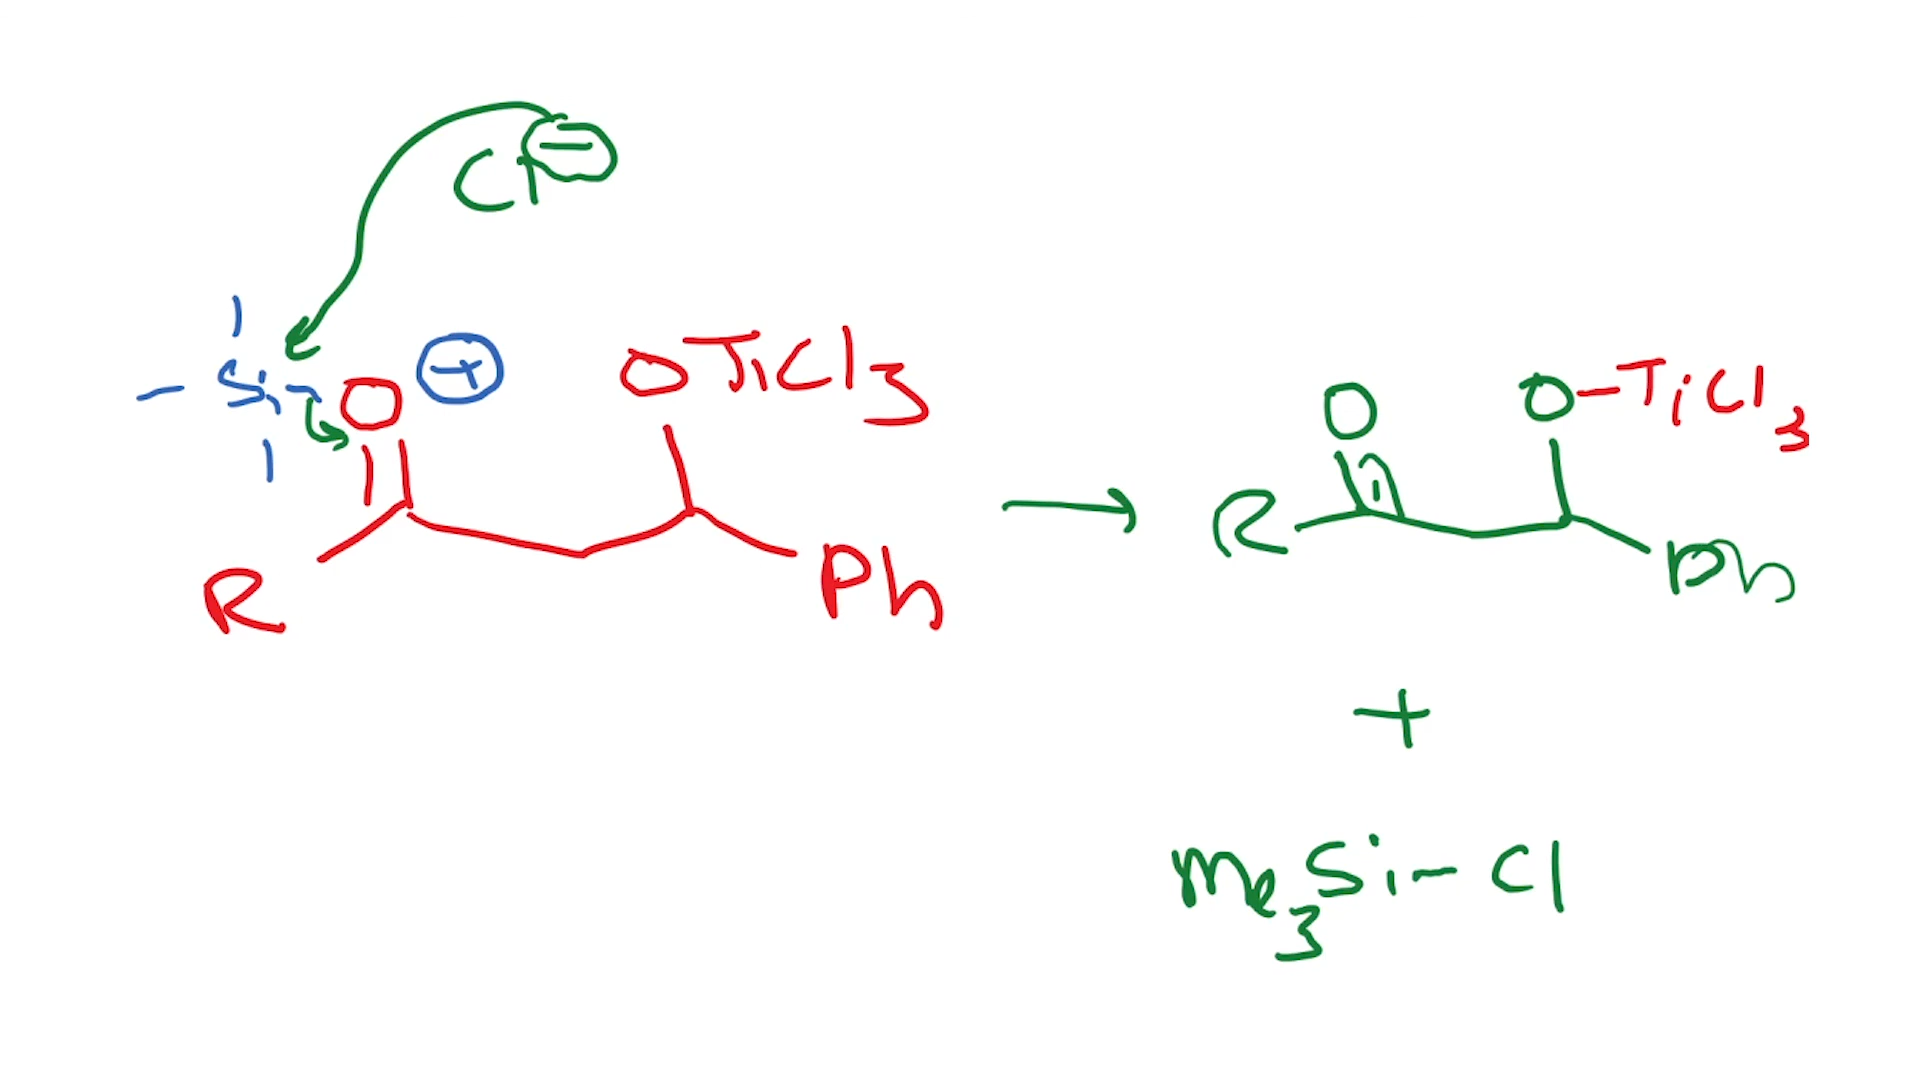 Cl⊖
Si O ⊕ OTiCl3
O O-TiCl3
R Ph
R Ph
+
Me3Si-Cl